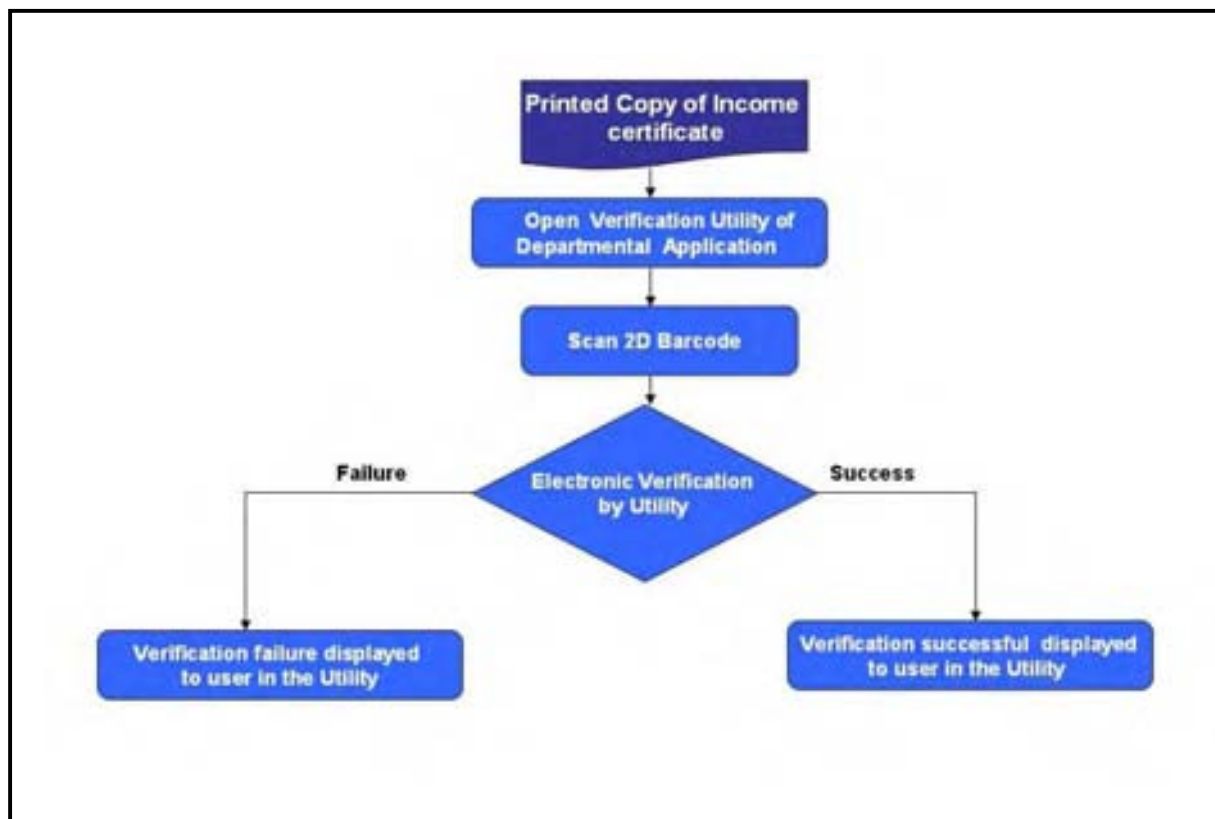 Printed Copy of Income
certificate
Open Verification Utility of
Departmental Application
Scan 2D Barcode
Electronic Verification
by Utility
Failure
Success
Verification failure displayed
to user in the Utility
Verification successful displayed
to user in the Utility